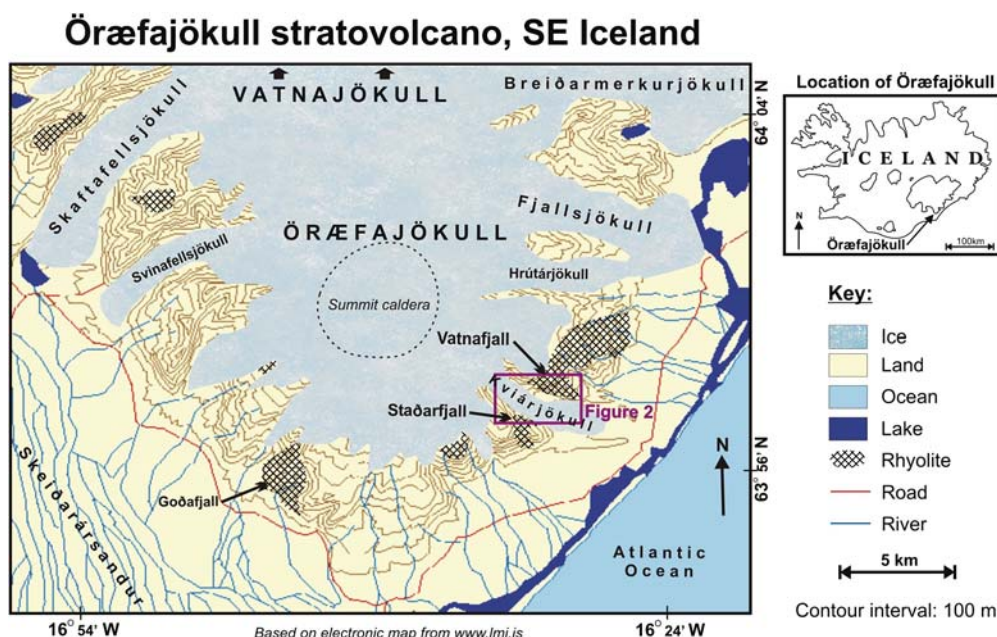 Öræfajökull stratovolcano, SE Iceland
VATNAJÖKULL
Breiðarmerkurjökull
Skaftafellsjökull
64° 04' N
Svinafellsjökull
ÖRÆFAJÖKULL
Fjallsjökull
Hrútárjökull
Summit caldera
Vatnafjall
Kviárjökull
Staðarfjall
Figure 2
Goðafjall
N
63° 56' N
Skeiðarársandur
Atlantic
Ocean
16° 54' W
16° 24' W
Based on electronic map from www.lmi.is
Location of Öræfajökull
ICELAND
N
Öræfajökull
100km
Key:
Ice
Land
Ocean
Lake
Rhyolite
Road
River
5 km
Contour interval: 100 m